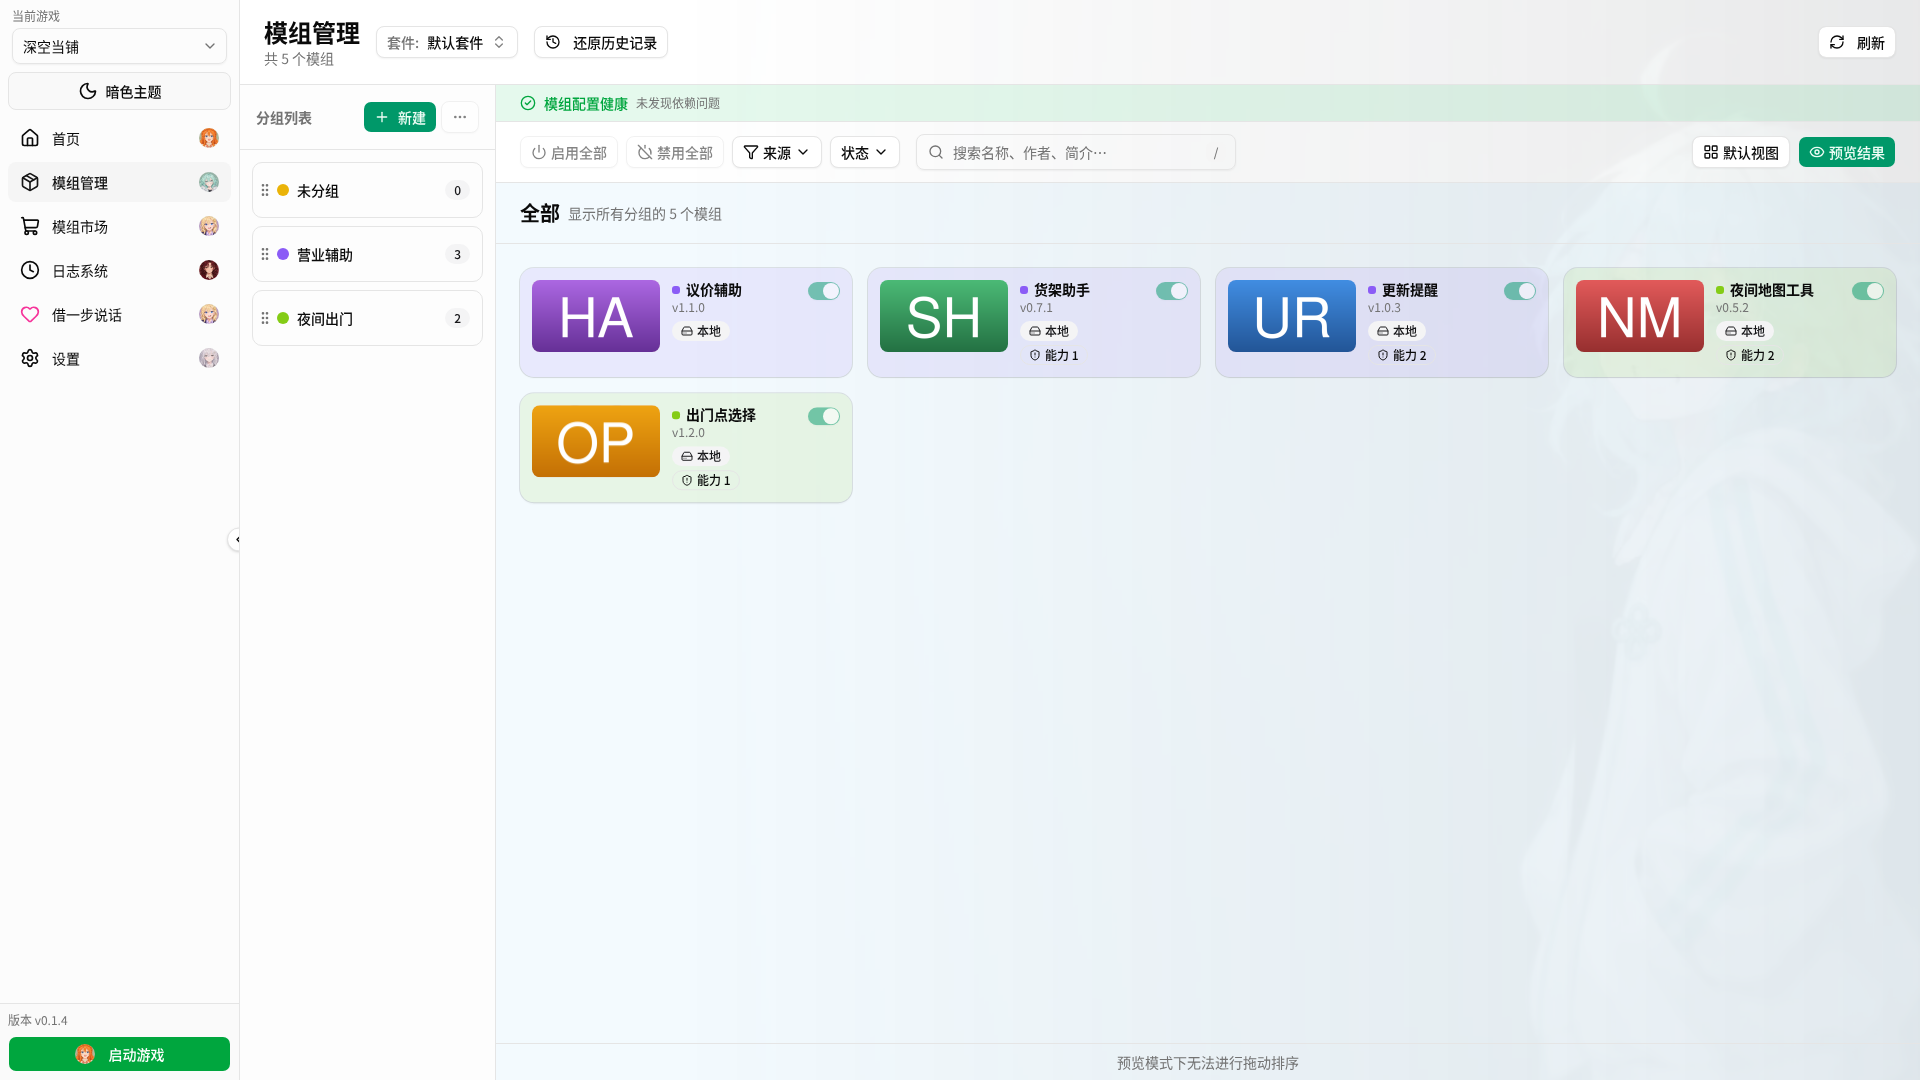 当前游戏
深空当铺
暗色主题
首页
模组管理
模组市场
日志系统
借一步说话
设置
版本 v0.1.4
启动游戏
模组管理
共 5 个模组
套件: 默认套件
还原历史记录
刷新
分组列表
新建
未分组
0
营业辅助
3
夜间出门
2
模组配置健康 未发现依赖问题
启用全部
禁用全部
来源
状态
搜索名称、作者、简介…
/
默认视图
预览结果
全部 显示所有分组的 5 个模组
HA
议价辅助
v1.1.0
本地
SH
货架助手
v0.7.1
本地
能力 1
UR
更新提醒
v1.0.3
本地
能力 2
NM
夜间地图工具
v0.5.2
本地
能力 2
OP
出门点选择
v1.2.0
本地
能力 1
预览模式下无法进行拖动排序